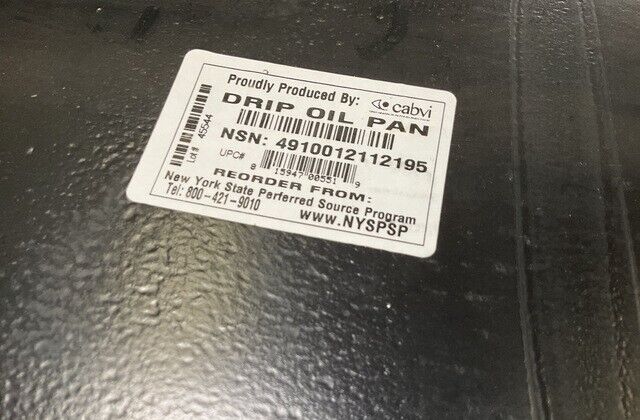 Proudly Produced By: cabvi
DRIP OIL PAN
NSN: 4910012112195
Lot# 45544
UPC# 8 15947 00551 9
REORDER FROM:
New York State Perferred Source Program
Tel: 800-421-9010 WWW.NYSPSP